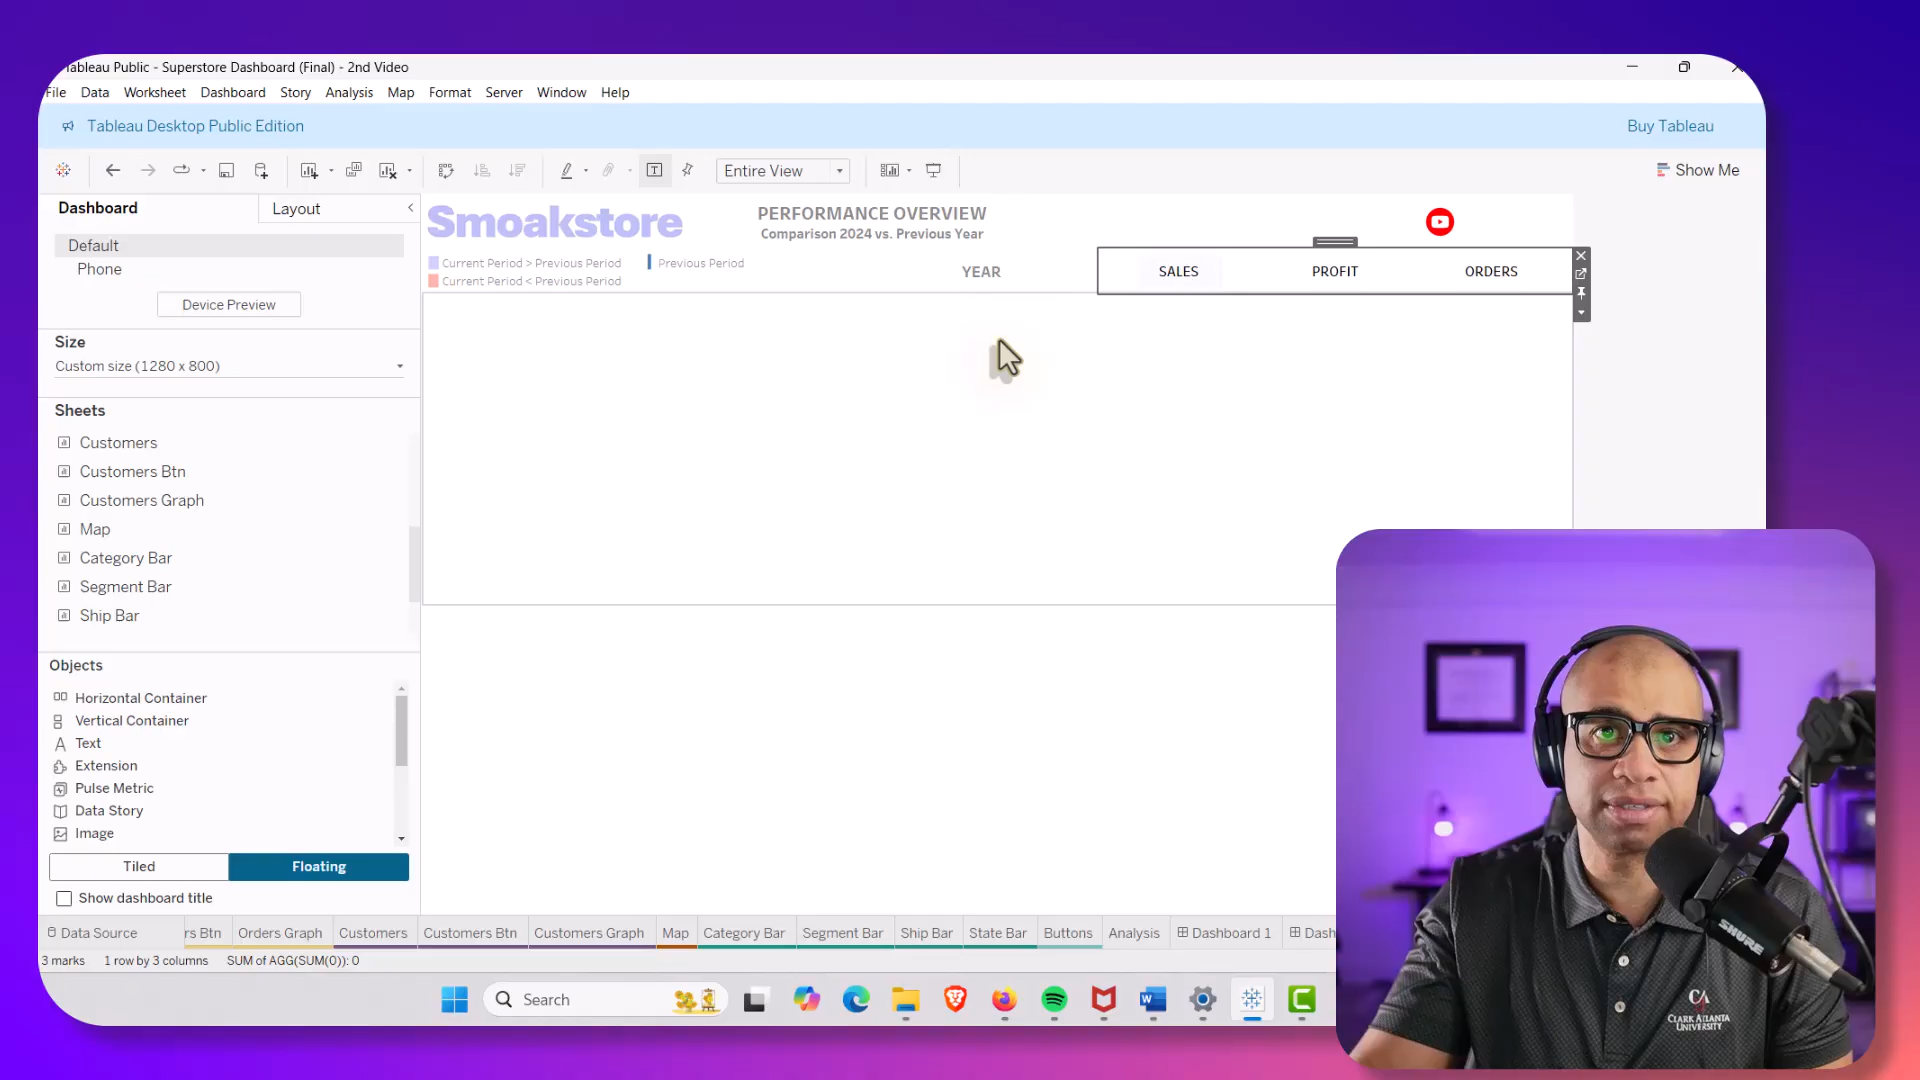 Tableau Public - Superstore Dashboard (Final) - 2nd Video
File Data Worksheet Dashboard Story Analysis Map Format Server Window Help
Tableau Desktop Public Edition
Buy Tableau
Entire View
Show Me
Dashboard
Layout
Default
Phone
Device Preview
Size
Custom size (1280 x 800)
Sheets
Customers
Customers Btn
Customers Graph
Map
Category Bar
Segment Bar
Ship Bar
Objects
Horizontal Container
Vertical Container
Text
Extension
Pulse Metric
Data Story
Image
Tiled
Floating
Show dashboard title
Smoakstore
PERFORMANCE OVERVIEW
Comparison 2024 vs. Previous Year
Current Period > Previous Period
Previous Period
Current Period < Previous Period
YEAR
SALES
PROFIT
ORDERS
Data Source
rs Btn
Orders Graph
Customers
Customers Btn
Customers Graph
Map
Category Bar
Segment Bar
Ship Bar
State Bar
Buttons
Analysis
Dashboard 1
Dash
3 marks
1 row by 3 columns
SUM of AGG(SUM(0)): 0
Search
SHURE
CA
CLARK ATLANTA
UNIVERSITY